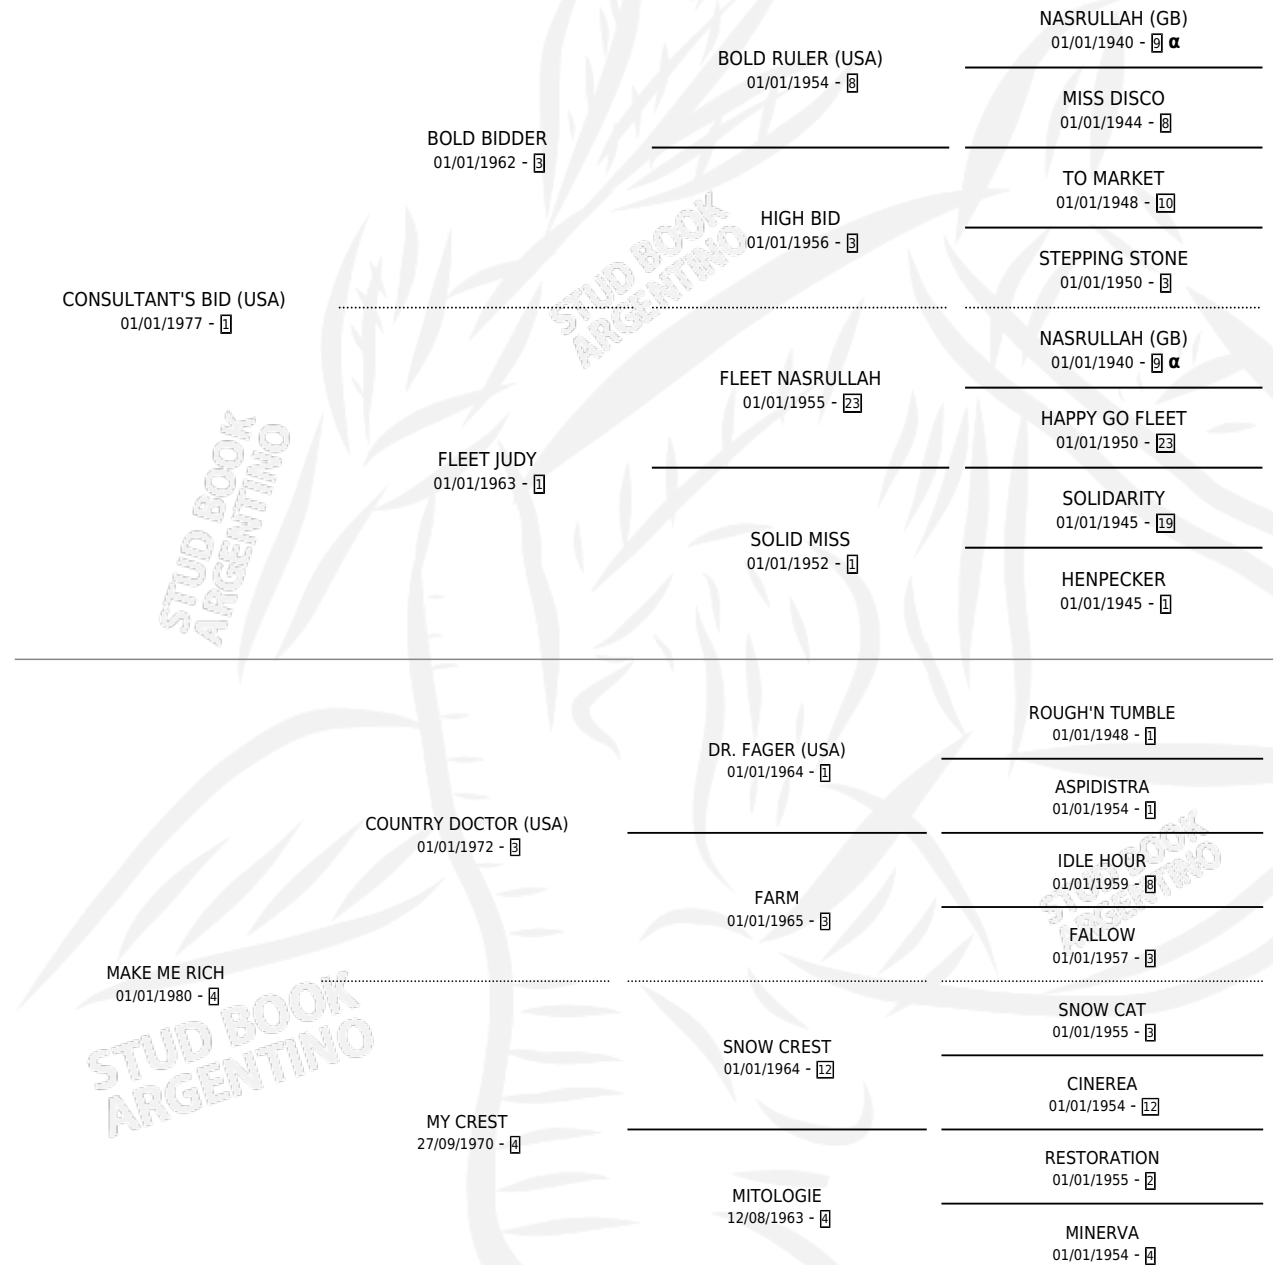 NASRULLAH (GB)
01/01/1940 - 9 α
BOLD RULER (USA)
01/01/1954 - 8
MISS DISCO
01/01/1944 - 8
BOLD BIDDER
01/01/1962 - 3
TO MARKET
01/01/1948 - 10
HIGH BID
01/01/1956 - 3
STEPPING STONE
01/01/1950 - 3
CONSULTANT'S BID (USA)
01/01/1977 - 1
NASRULLAH (GB)
01/01/1940 - 9 α
FLEET NASRULLAH
01/01/1955 - 23
HAPPY GO FLEET
01/01/1950 - 23
FLEET JUDY
01/01/1963 - 1
SOLIDARITY
01/01/1945 - 19
SOLID MISS
01/01/1952 - 1
HENPECKER
01/01/1945 - 1
ROUGH'N TUMBLE
01/01/1948 - 1
DR. FAGER (USA)
01/01/1964 - 1
ASPIDISTRA
01/01/1954 - 1
COUNTRY DOCTOR (USA)
01/01/1972 - 3
IDLE HOUR
01/01/1959 - 8
FARM
01/01/1965 - 3
FALLOW
01/01/1957 - 3
MAKE ME RICH
01/01/1980 - 4
SNOW CAT
01/01/1955 - 3
SNOW CREST
01/01/1964 - 12
CINEREA
01/01/1954 - 12
MY CREST
27/09/1970 - 4
RESTORATION
01/01/1955 - 2
MITOLOGIE
12/08/1963 - 4
MINERVA
01/01/1954 - 4
STUD BOOK
ARGENTINO
STUD BOOK
ARGENTINO
STUD BOOK
ARGENTINO
STUD BOOK
ARGENTINO